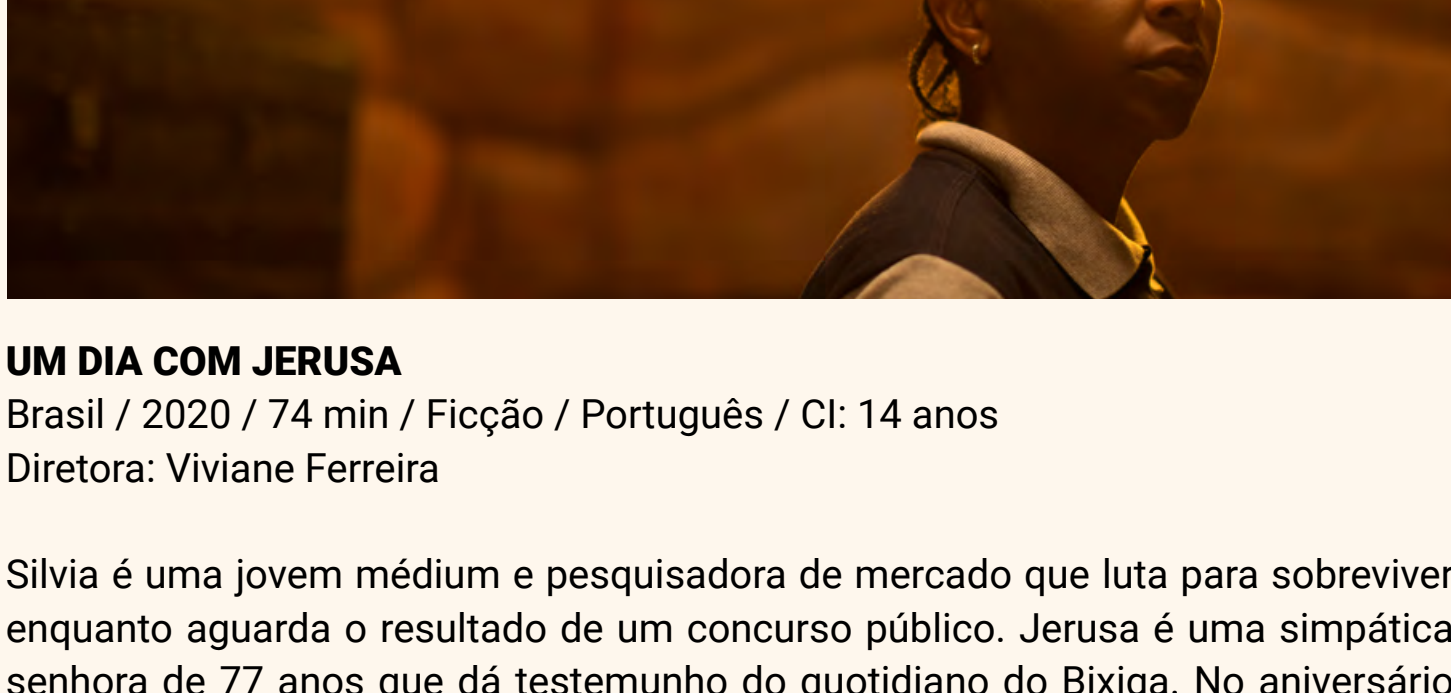 UM DIA COM JERUSA
Brasil / 2020 / 74 min / Ficção / Português / CI: 14 anos
Diretora: Viviane Ferreira
Silvia é uma jovem médium e pesquisadora de mercado que luta para sobreviver
enquanto aguarda o resultado de um concurso público. Jerusa é uma simpática
senhora de 77 anos que dá testemunho do quotidiano do Bixiga. No aniversário